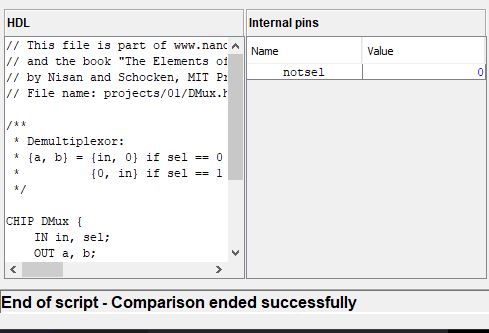 HDL
// This file is part of www.nand
// and the book "The Elements of
// by Nisan and Schocken, MIT
// File name: projects/01/DMux.h
/**
* Demultiplexor:
* {a, b} = {in, 0} if sel == 0
* {0, in} if sel == 1
*/
CHIP DMux {
IN in, sel;
OUT a, b;
Internal pins
Name Value
notsel 0
End of script - Comparison ended successfully